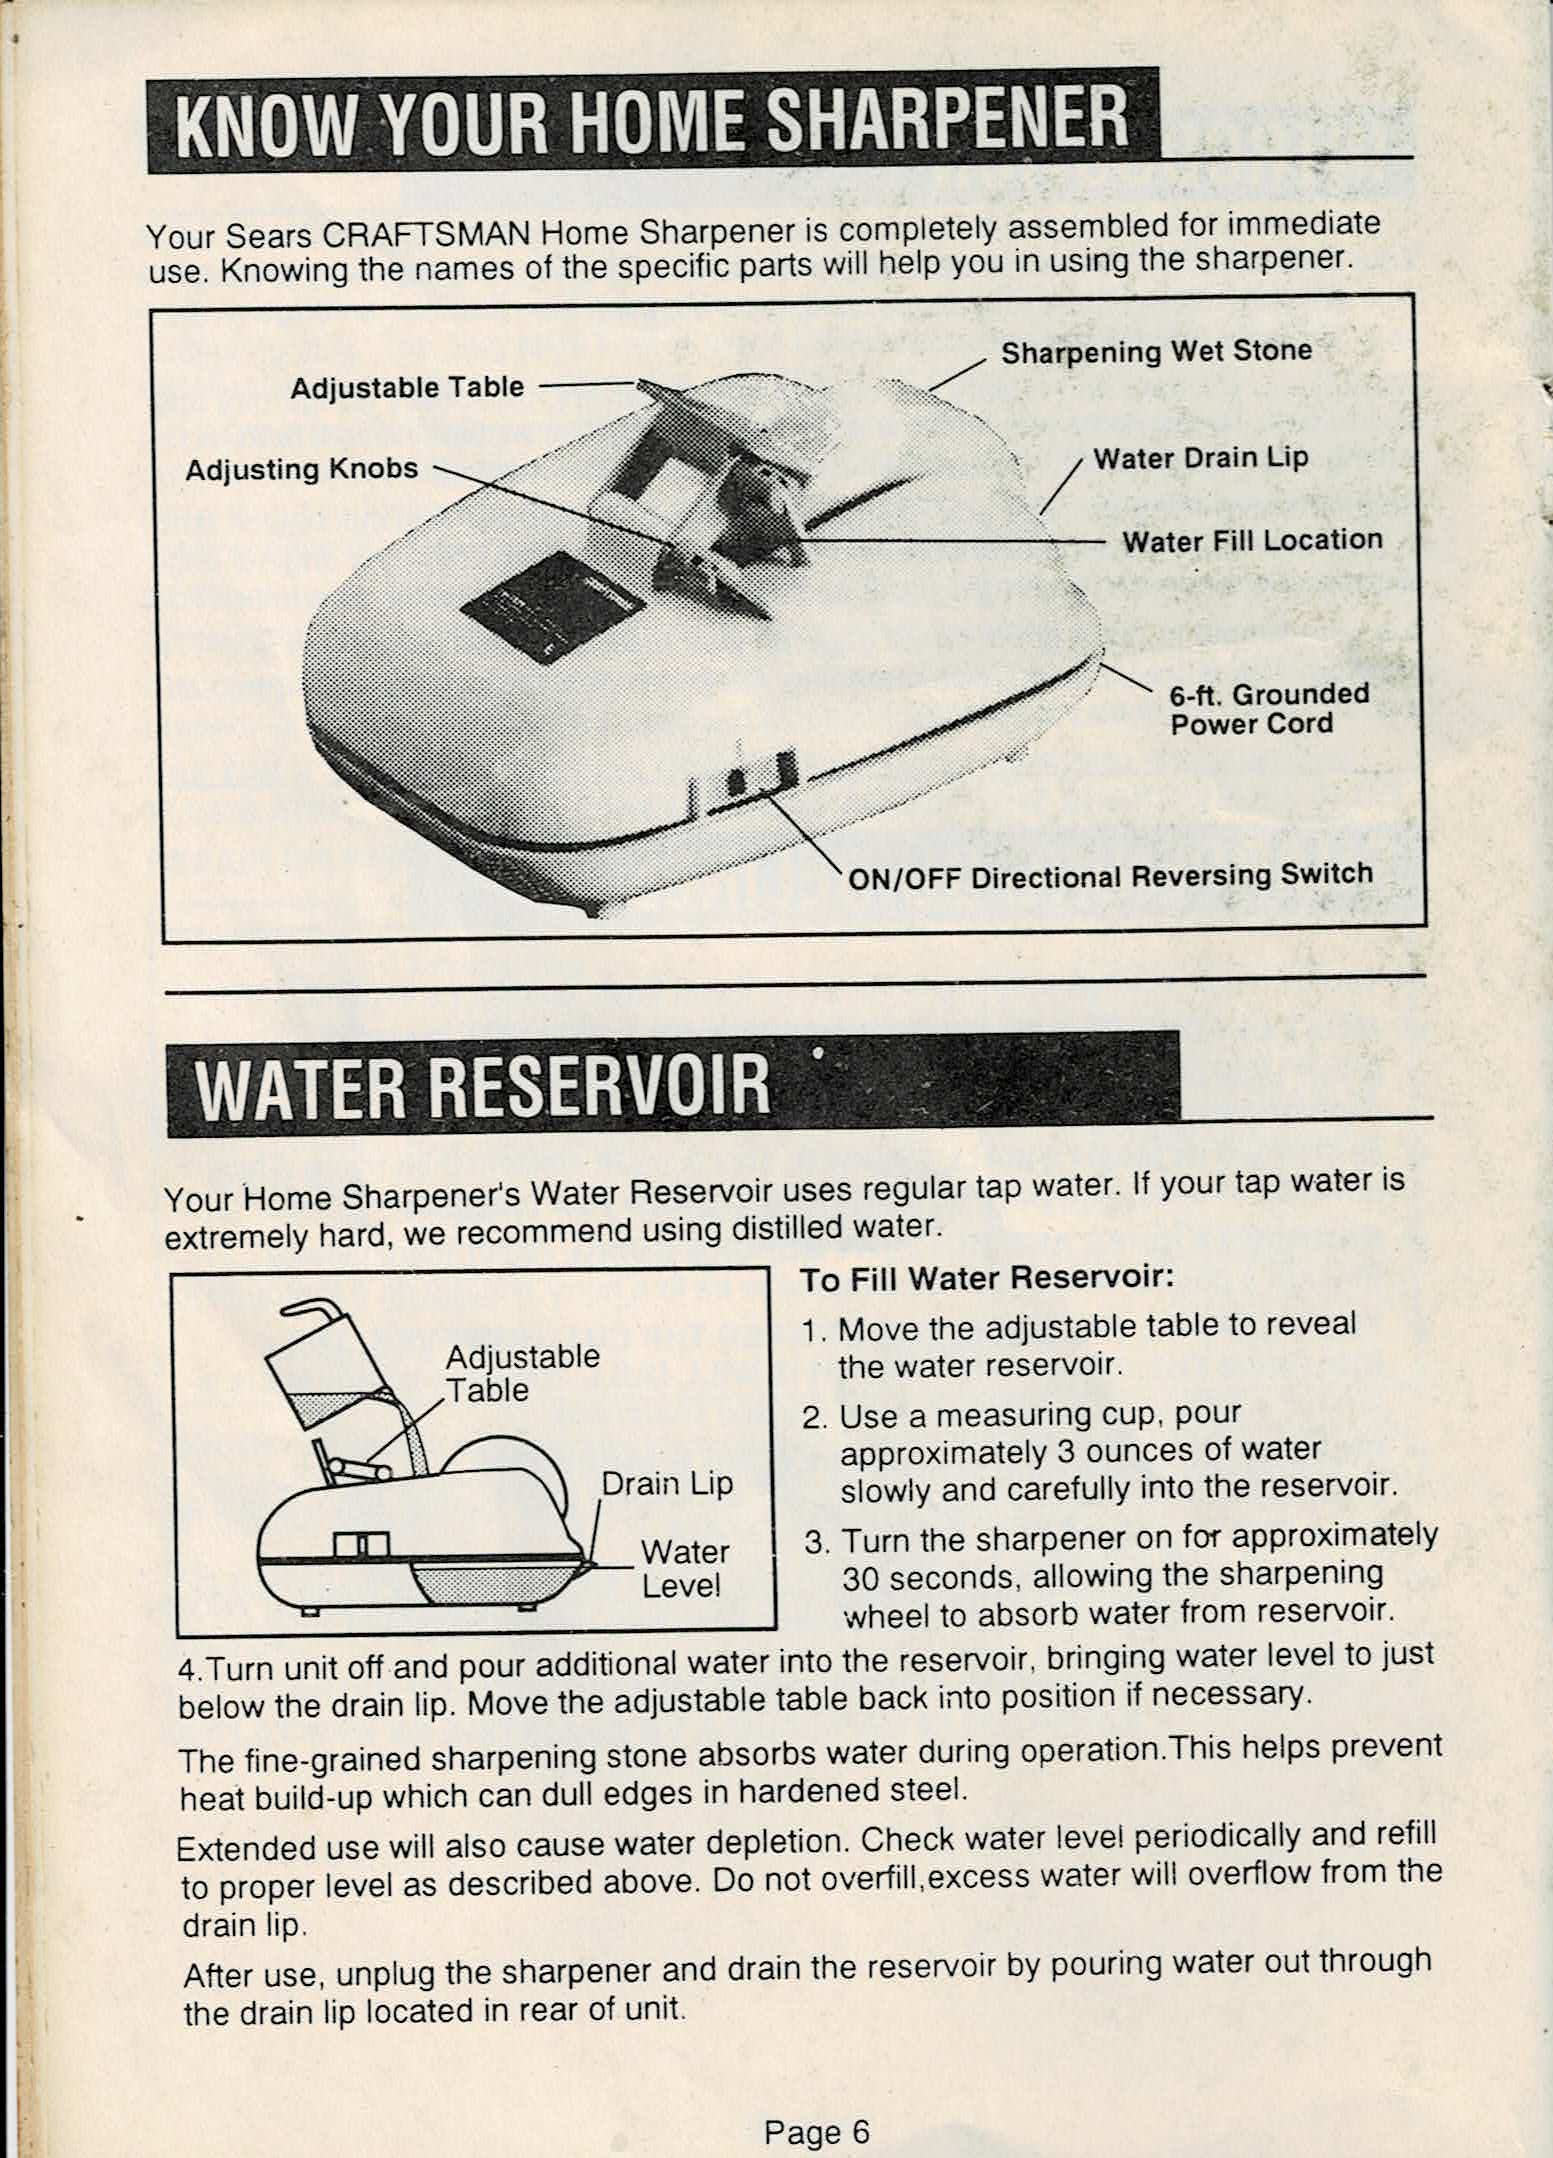 KNOW YOUR HOME SHARPENER
Your Sears CRAFTSMAN Home Sharpener is completely assembled for immediate
use. Knowing the names of the specific parts will help you in using the sharpener.
Sharpening Wet Stone
Adjustable Table
Adjusting Knobs
Water Drain Lip
Water Fill Location
6-ft. Grounded
Power Cord
ON/OFF Directional Reversing Switch
WATER RESERVOIR
Your Home Sharpener's Water Reservoir uses regular tap water. If your tap water is
extremely hard, we recommend using distilled water.
Adjustable
Table
Drain Lip
Water
Level
To Fill Water Reservoir:
1. Move the adjustable table to reveal
the water reservoir.
2. Use a measuring cup, pour
approximately 3 ounces of water
slowly and carefully into the reservoir.
3. Turn the sharpener on for approximately
30 seconds, allowing the sharpening
wheel to absorb water from reservoir.
4.Turn unit off and pour additional water into the reservoir, bringing water level to just
below the drain lip. Move the adjustable table back into position if necessary.
The fine-grained sharpening stone absorbs water during operation.This helps prevent
heat build-up which can dull edges in hardened steel.
Extended use will also cause water depletion. Check water level periodically and refill
to proper level as described above. Do not overfill,excess water will overflow from the
drain lip.
After use, unplug the sharpener and drain the reservoir by pouring water out through
the drain lip located in rear of unit.
Page 6